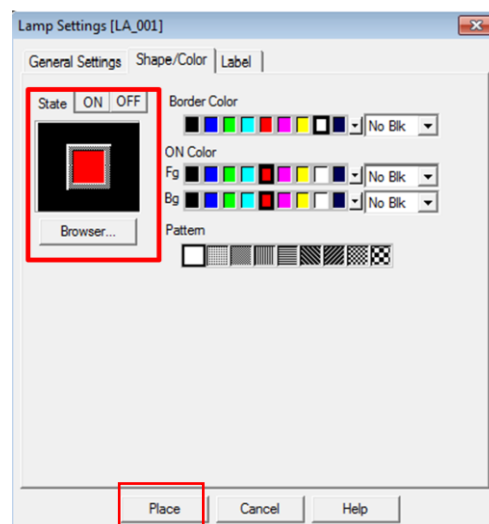 Lamp Settings [LA_001]
General Settings Shape/Color Label
State ON OFF
Border Color
No Blk
ON Color
Fg No Blk
Bg No Blk
Browser...
Pattern
Place Cancel Help